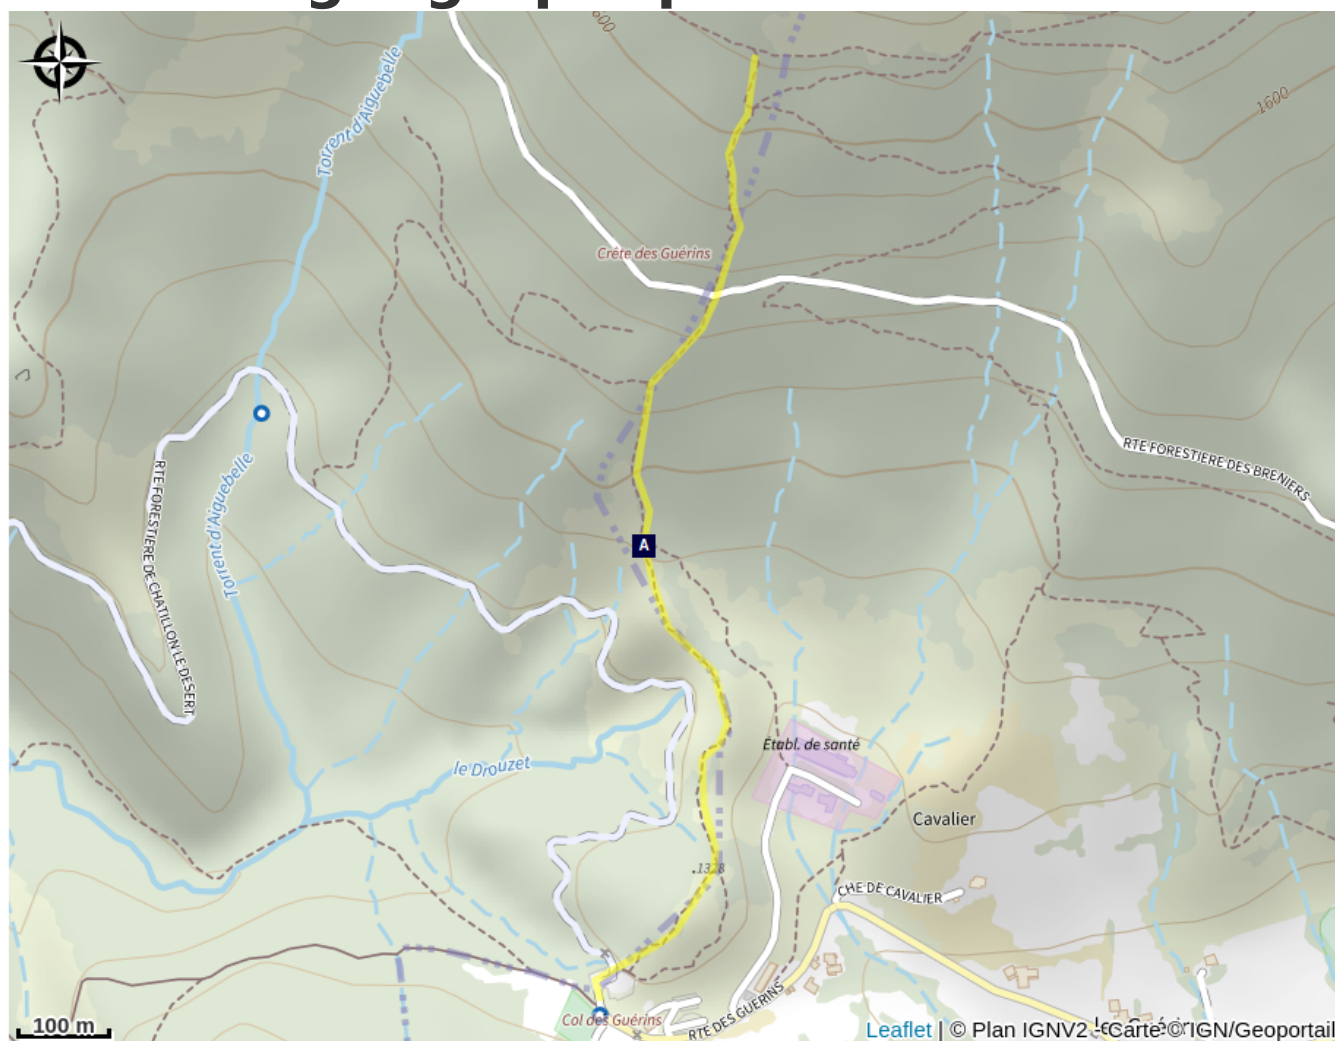 1600
Torrent d'Aiguebelle
1600
Crête des Guérins
RTE FORESTIERE DES BRENIERS
RTE FORESTIERE DE CHATILLON LE DESERT
Torrent d'Aiguebelle
A
Établ. de santé
le Drouzet
Cavalier
.1328
CHE DE CAVALIER
Col des Guérins
RTE DES GUERINS
100 m
Leaflet | © Plan IGNV2 - Carte © IGN/Geoportail